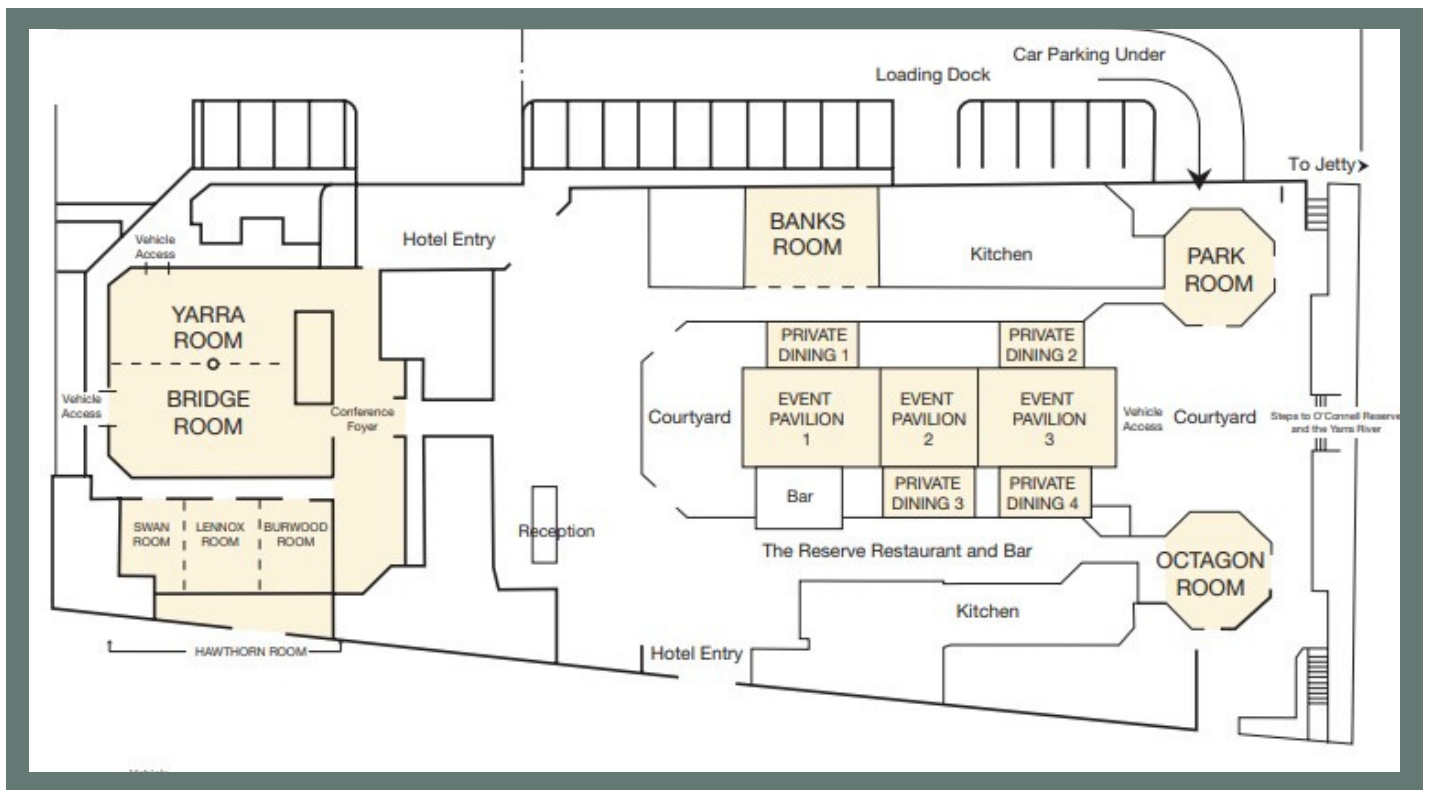 Car Parking Under
Loading Dock
To Jetty
Vehicle
Access
Hotel Entry
BANKS
ROOM
Kitchen
PARK
ROOM
YARRA
ROOM
PRIVATE
DINING 1
PRIVATE
DINING 2
Vehicle
Access
BRIDGE
ROOM
Conference
Foyer
Courtyard
EVENT
PAVILION
1
EVENT
PAVILION
2
EVENT
PAVILION
3
Vehicle
Access
Courtyard
Steps to O'Connell Reserve
and the Yarra River
Bar
PRIVATE
DINING 3
PRIVATE
DINING 4
SWAN
ROOM
LENNOX
ROOM
BURWOOD
ROOM
Reception
The Reserve Restaurant and Bar
OCTAGON
ROOM
Kitchen
HAWTHORN ROOM
Hotel Entry